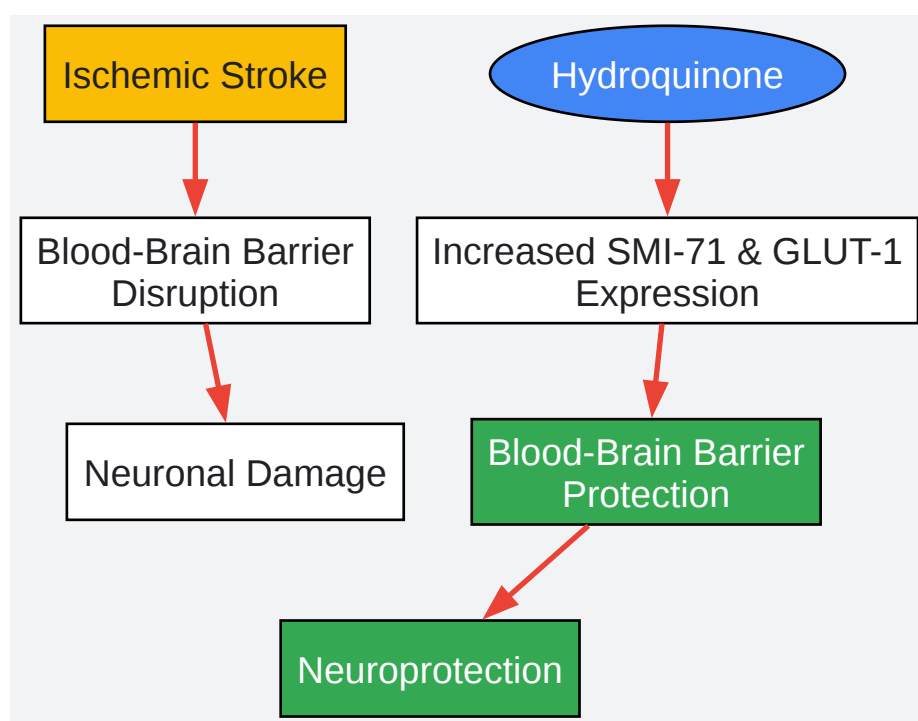 Ischemic Stroke
Hydroquinone
Blood-Brain Barrier
Disruption
Increased SMI-71 & GLUT-1
Expression
Neuronal Damage
Blood-Brain Barrier
Protection
Neuroprotection